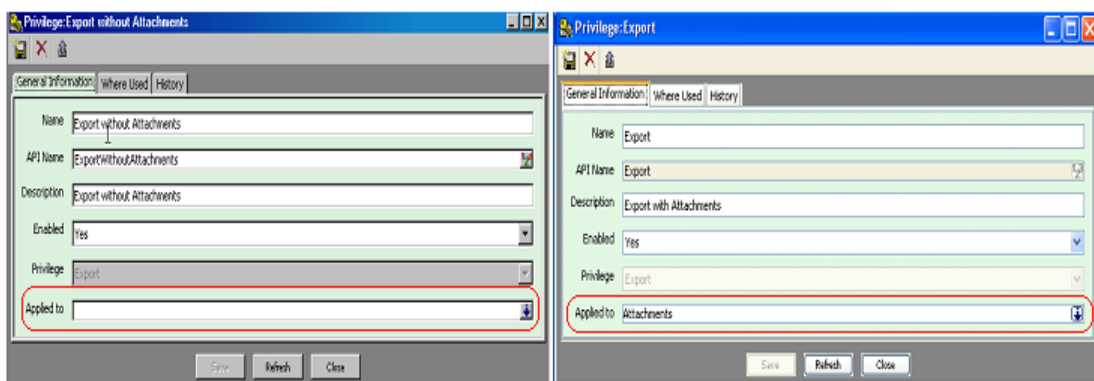 Privilege:Export without Attachments
General Information Where Used History
Name Export without Attachments
API Name ExportWithoutAttachments
Description Export without Attachments
Enabled Yes
Privilege Export
Applied to
Save Refresh Close
Privilege:Export
General Information Where Used History
Name Export
API Name Export
Description Export with Attachments
Enabled Yes
Privilege Export
Applied to Attachments
Save Refresh Close